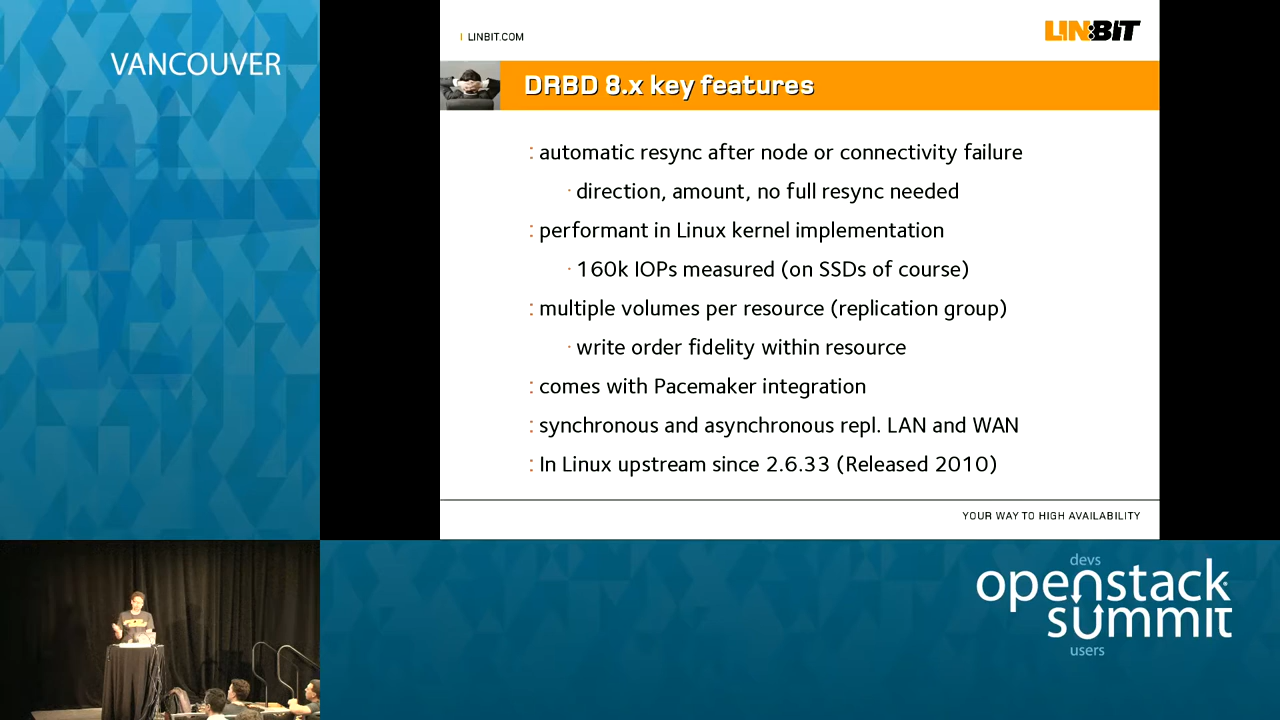 VANCOUVER
LINBIT.COM
LIN:BIT
DRBD 8.x key features
: automatic resync after node or connectivity failure
· direction, amount, no full resync needed
: performant in Linux kernel implementation
· 160k IOPs measured (on SSDs of course)
: multiple volumes per resource (replication group)
· write order fidelity within resource
: comes with Pacemaker integration
: synchronous and asynchronous repl. LAN and WAN
: In Linux upstream since 2.6.33 (Released 2010)
YOUR WAY TO HIGH AVAILABILITY
devs
openstack
summit
users